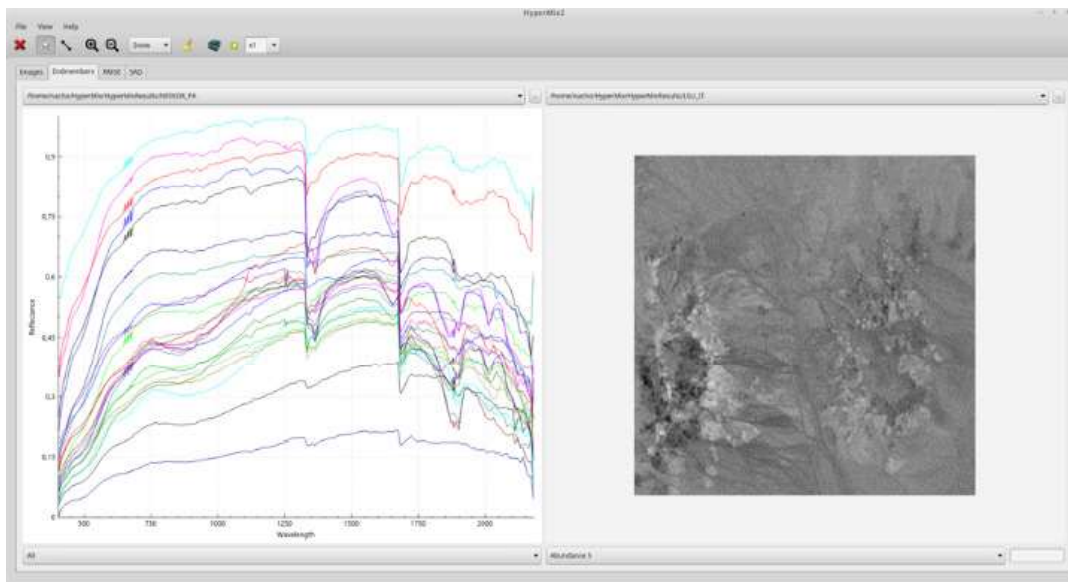 HyperMix2
File View Help
Zoom x1
Images Endmembers RMSE SAD
All
Abundance 5
Reflectance
Wavelength
0,9
0,75
0,6
0,45
0,3
0,15
0
500 750 1000 1250 1500 1750 2000